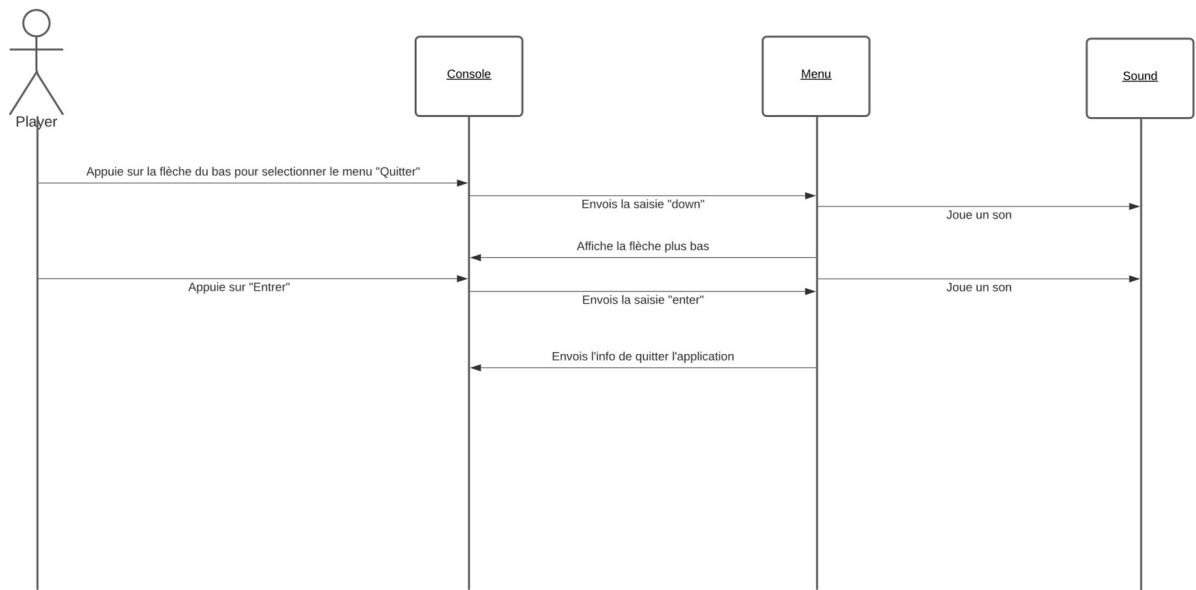 Player
Console
Menu
Sound
Appuie sur la flèche du bas pour selectionner le menu "Quitter"
Envois la saisie "down"
Joue un son
Affiche la flèche plus bas
Appuie sur "Entrer"
Joue un son
Envois la saisie "enter"
Envois l'info de quitter l'application